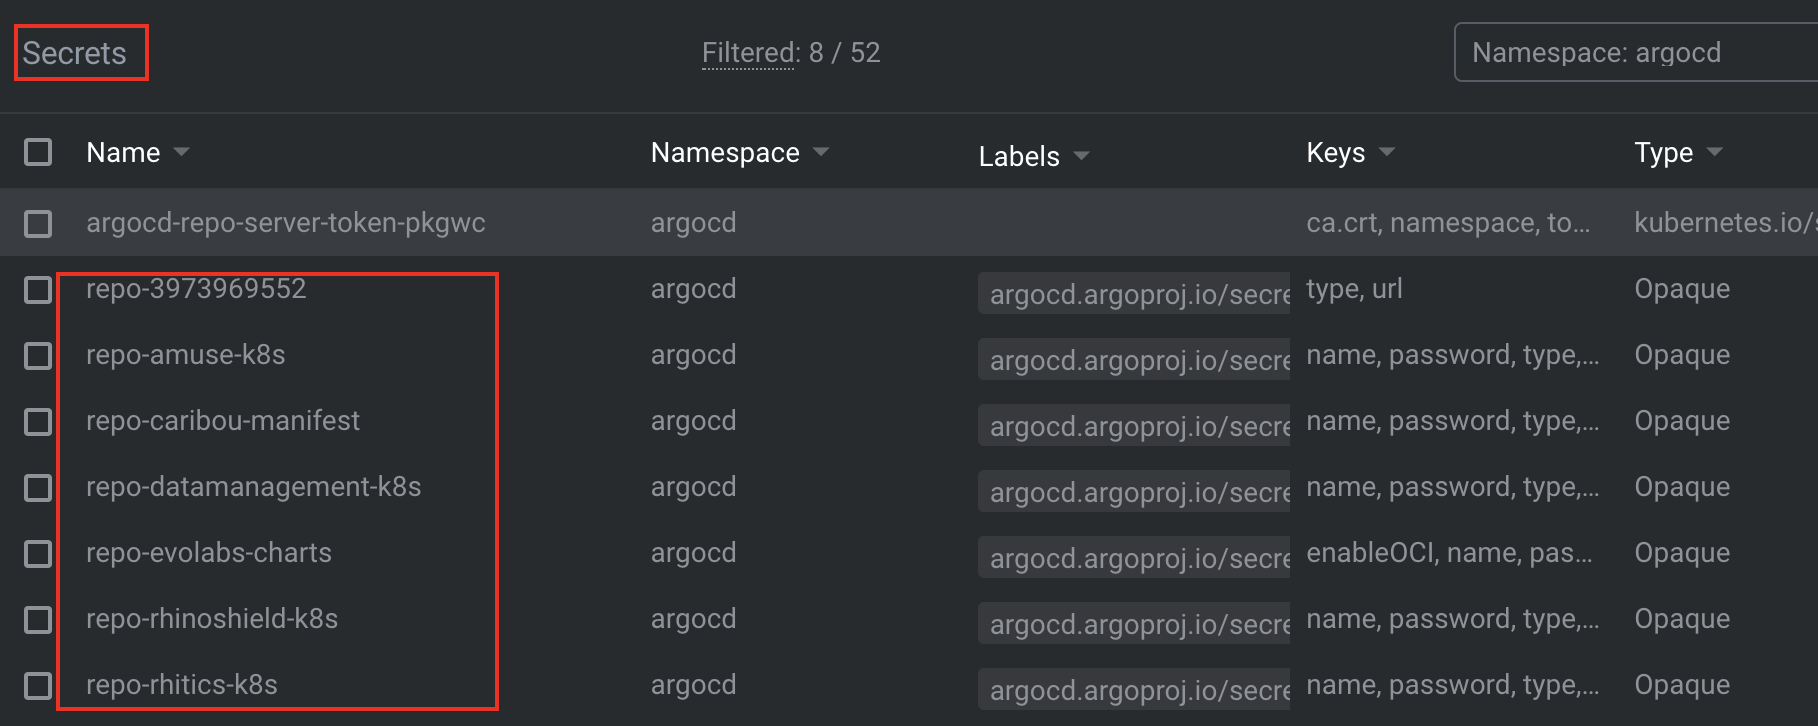 Secrets Filtered: 8 / 52 Namespace: argocd
Name Namespace Labels Keys Type
argocd-repo-server-token-pkgwc argocd ca.crt, namespace, to... kubernetes.io/s
repo-3973969552 argocd argocd.argoproj.io/secre type, url Opaque
repo-amuse-k8s argocd argocd.argoproj.io/secre name, password, type,... Opaque
repo-caribou-manifest argocd argocd.argoproj.io/secre name, password, type,... Opaque
repo-datamanagement-k8s argocd argocd.argoproj.io/secre name, password, type,... Opaque
repo-evolabs-charts argocd argocd.argoproj.io/secre enableOCI, name, pas... Opaque
repo-rhinoshield-k8s argocd argocd.argoproj.io/secre name, password, type,... Opaque
repo-rhitics-k8s argocd argocd.argoproj.io/secre name, password, type,... Opaque